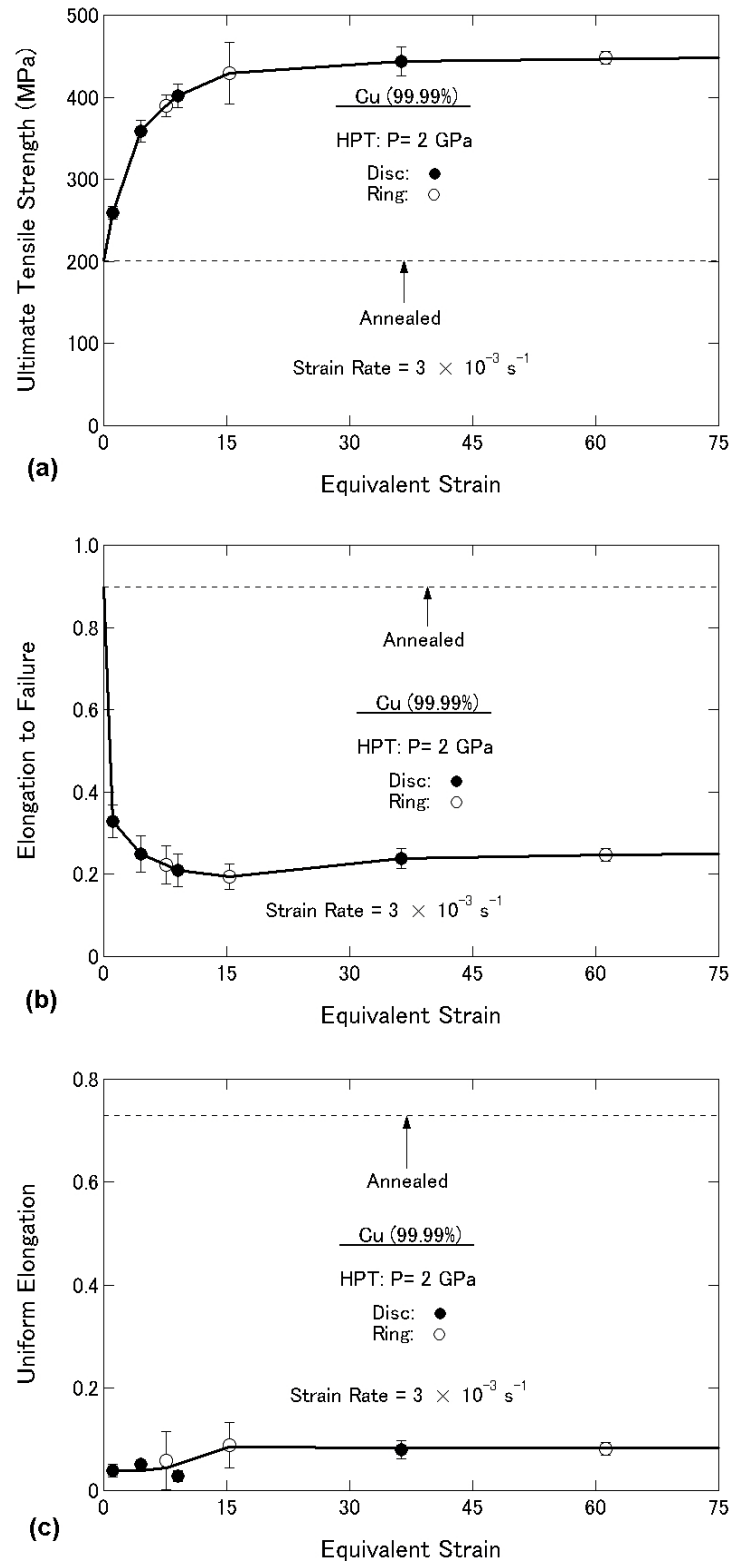 500
400
300
200
100
0
Ultimate Tensile Strength (MPa)
Cu (99.99%)
HPT: P= 2 GPa
Disc: ●
Ring: ○
Annealed
Strain Rate = 3 × 10⁻³ s⁻¹
0 15 30 45 60 75
(a)
Equivalent Strain
1.0
0.8
0.6
0.4
0.2
0
Elongation to Failure
Annealed
Cu (99.99%)
HPT: P= 2 GPa
Disc: ●
Ring: ○
Strain Rate = 3 × 10⁻³ s⁻¹
0 15 30 45 60 75
(b)
Equivalent Strain
0.8
0.6
0.4
0.2
0
Uniform Elongation
Annealed
Cu (99.99%)
HPT: P= 2 GPa
Disc: ●
Ring: ○
Strain Rate = 3 × 10⁻³ s⁻¹
0 15 30 45 60 75
(c)
Equivalent Strain